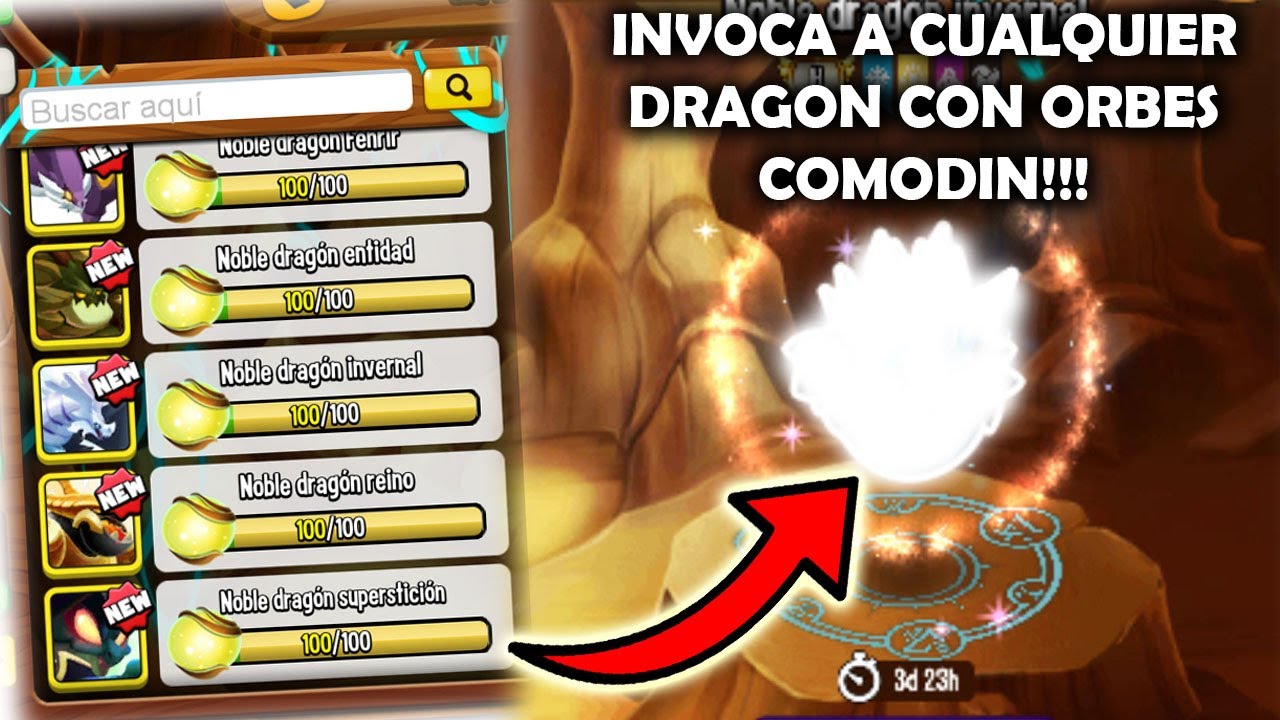 Buscar aquí
NEW
Noble dragón fenrir
100/100
NEW
Noble dragón entidad
100/100
NEW
Noble dragón invernal
100/100
NEW
Noble dragón reino
100/100
NEW
Noble dragón superstición
100/100
Noble dragón invernal
H
INVOCA A CUALQUIER
DRAGON CON ORBES
COMODIN!!!
3d 23h